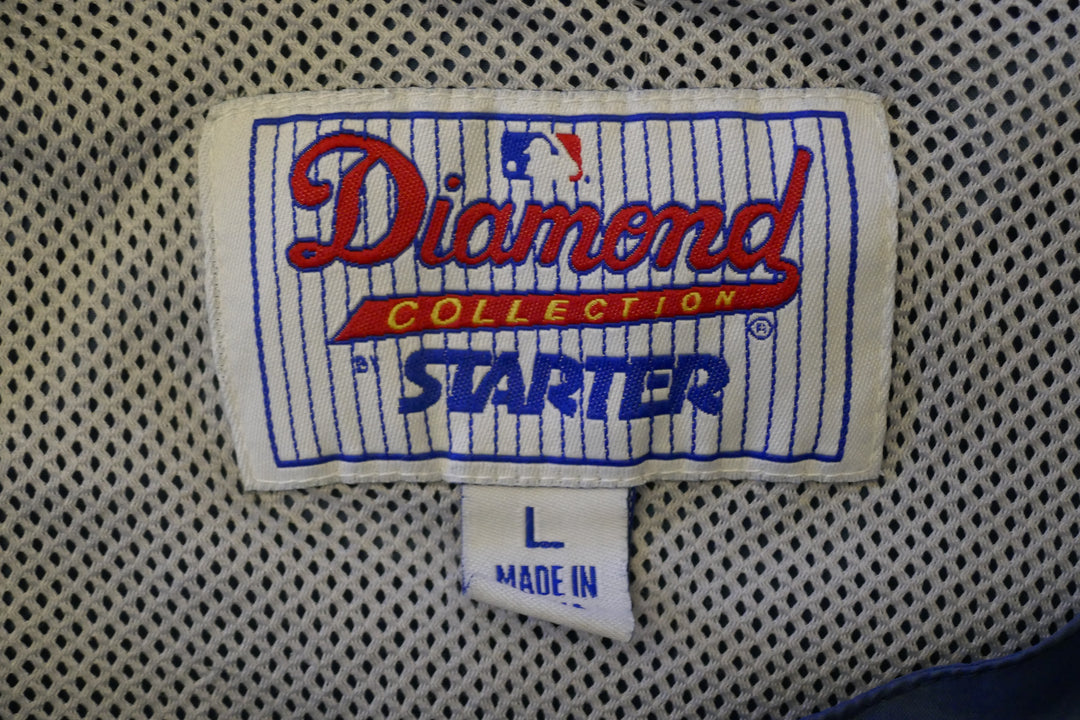 Diamond
COLLECTION
®
BY STARTER
L
MADE IN